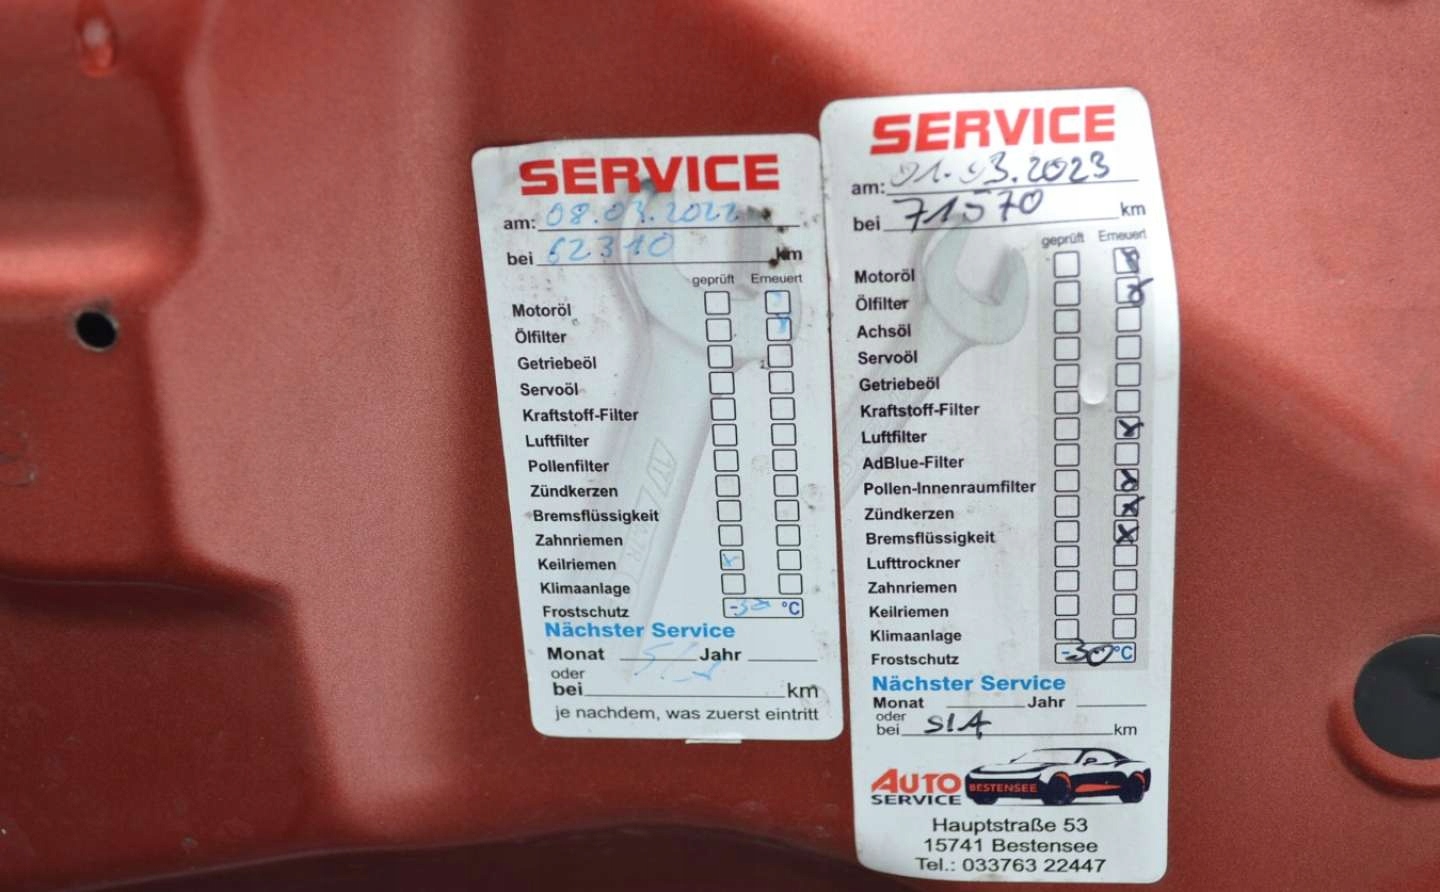 SERVICE
am: 08.03.2022
bei 62310 km
geprüft Erneuert
Motoröl
Ölfilter
Getriebeöl
Servoöl
Kraftstoff-Filter
Luftfilter
Pollenfilter
Zündkerzen
Bremsflüssigkeit
Zahnriemen
Keilriemen
Klimaanlage
Frostschutz -30 °C
Nächster Service
Monat Jahr
oder
bei km
je nachdem, was zuerst eintritt
SERVICE
am: 01.03.2023
bei 71570 km
geprüft Erneuert
Motoröl
Ölfilter
Achsöl
Servoöl
Getriebeöl
Kraftstoff-Filter
Luftfilter
AdBlue-Filter
Pollen-Innenraumfilter
Zündkerzen
Bremsflüssigkeit
Lufttrockner
Zahnriemen
Keilriemen
Klimaanlage
Frostschutz -30 °C
Nächster Service
Monat Jahr
oder
bei SIA km
AUTO SERVICE BESTENSEE
Hauptstraße 53
15741 Bestensee
Tel.: 033763 22447